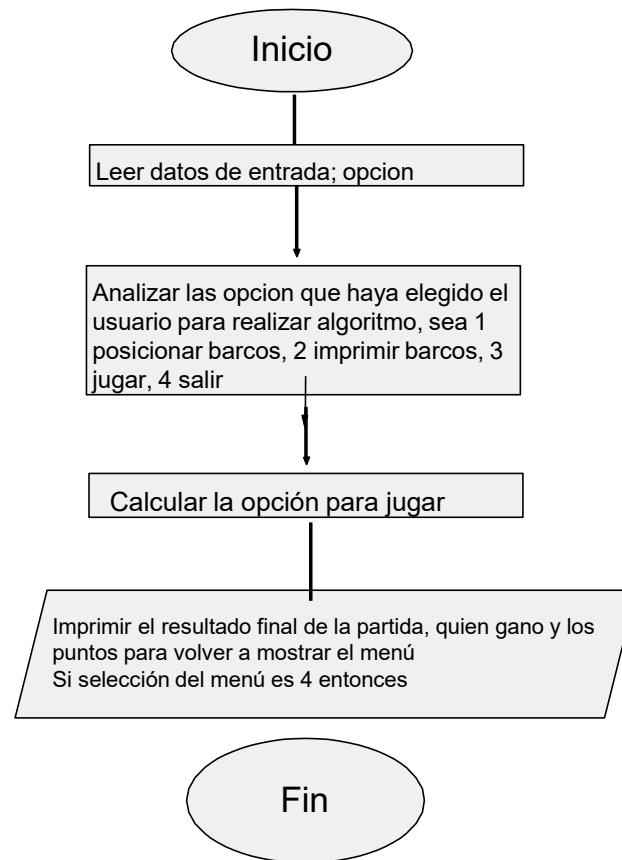 Inicio
Leer datos de entrada; opcion
Analizar las opcion que haya elegido el
usuario para realizar algoritmo, sea 1
posicionar barcos, 2 imprimir barcos, 3
jugar, 4 salir
Calcular la opción para jugar
Imprimir el resultado final de la partida, quien gano y los
puntos para volver a mostrar el menú
Si selección del menú es 4 entonces
Fin